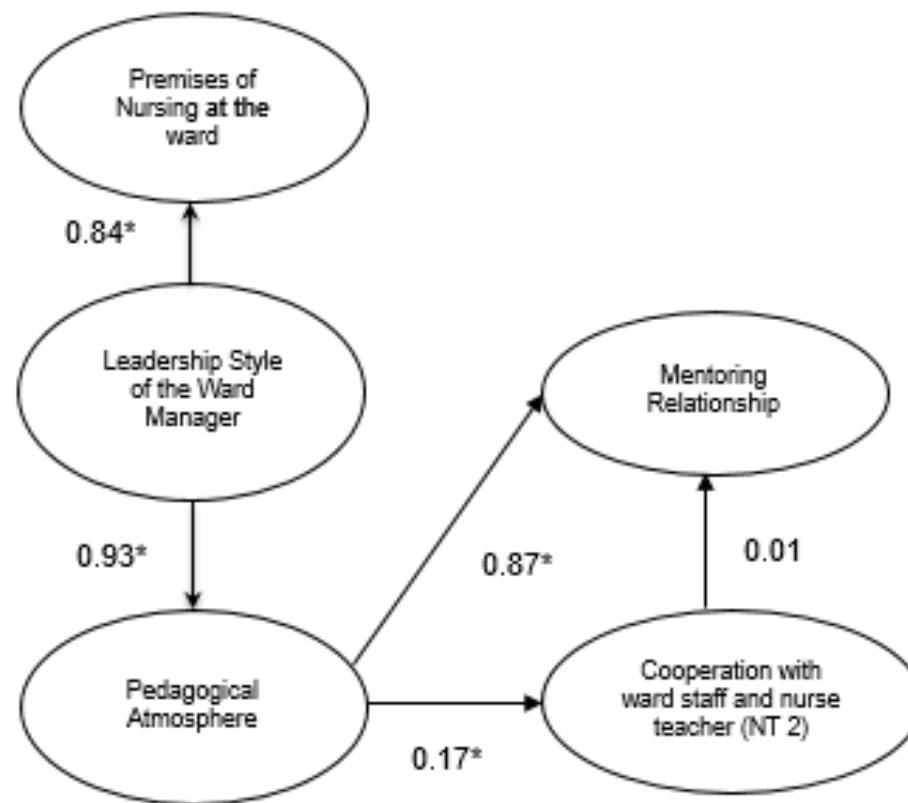 Premises of
Nursing at the
ward
0.84*
Leadership Style
of the Ward
Manager
Mentoring
Relationship
0.93*
0.87*
0.01
Pedagogical
Atmosphere
Cooperation with
ward staff and nurse
teacher (NT 2)
0.17*